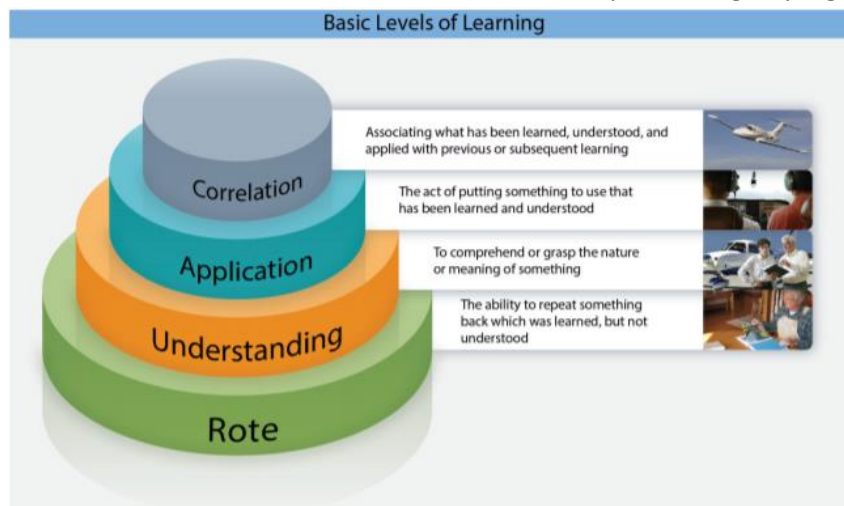 Basic Levels of Learning
Correlation
Associating what has been learned, understood, and
applied with previous or subsequent learning
Application
The act of putting something to use that
has been learned and understood
Understanding
To comprehend or grasp the nature
or meaning of something
Rote
The ability to repeat something
back which was learned, but not
understood